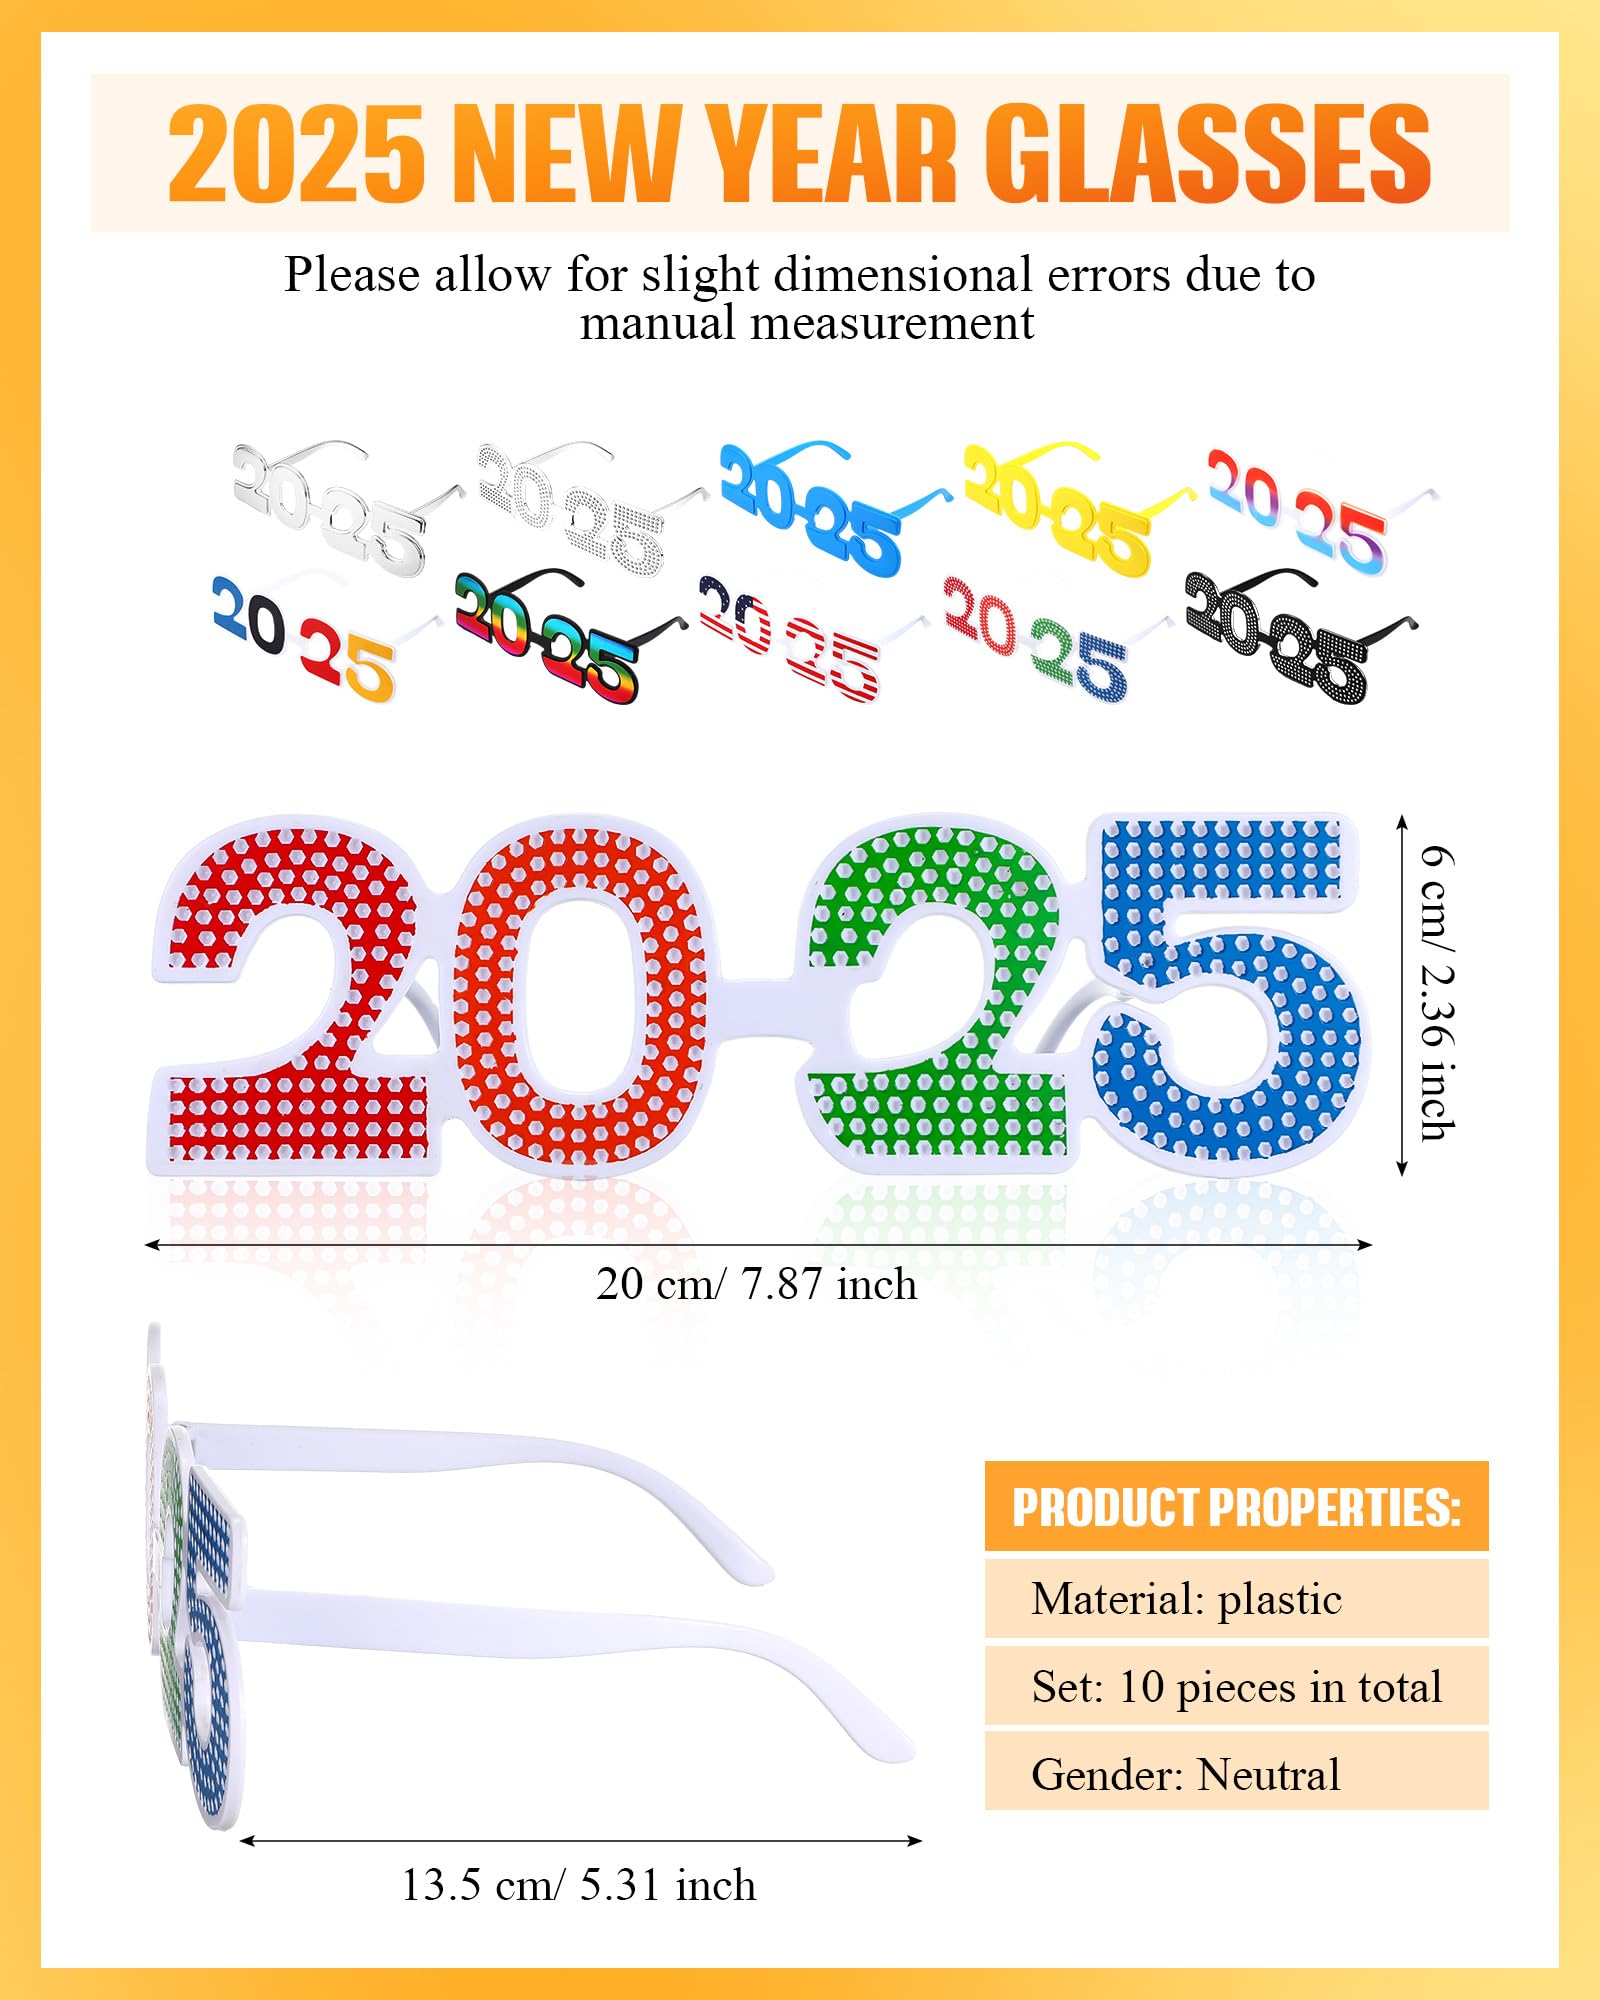 2025 NEW YEAR GLASSES
Please allow for slight dimensional errors due to
manual measurement
2025 2025 2025 2025 2025
2025 2025 2025 2025 2025
2025
6 cm/ 2.36 inch
20 cm/ 7.87 inch
25
PRODUCT PROPERTIES:
Material: plastic
Set: 10 pieces in total
Gender: Neutral
13.5 cm/ 5.31 inch